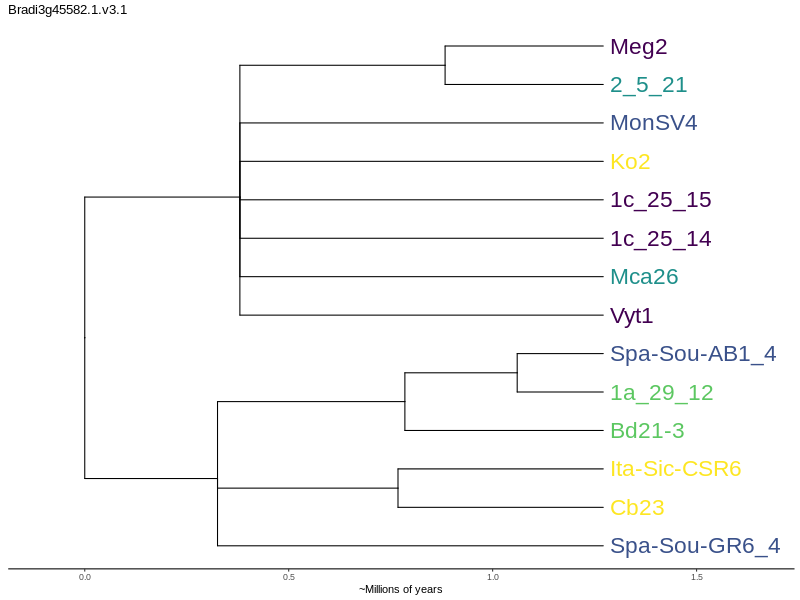 Bradi3g45582.1.v3.1
Meg2
2_5_21
MonSV4
Ko2
1c_25_15
1c_25_14
Mca26
Vyt1
Spa-Sou-AB1_4
1a_29_12
Bd21-3
Ita-Sic-CSR6
Cb23
Spa-Sou-GR6_4
0.0 0.5 1.0 1.5
~Millions of years